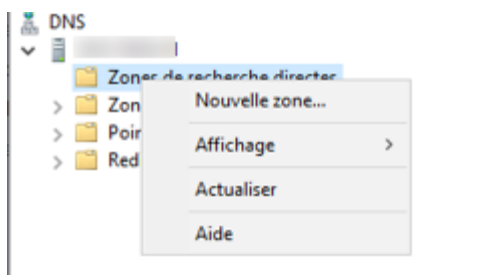 DNS
Zones de recherche directes
Nouvelle zone...
Zon
Affichage
Poir
Red
Actualiser
Aide